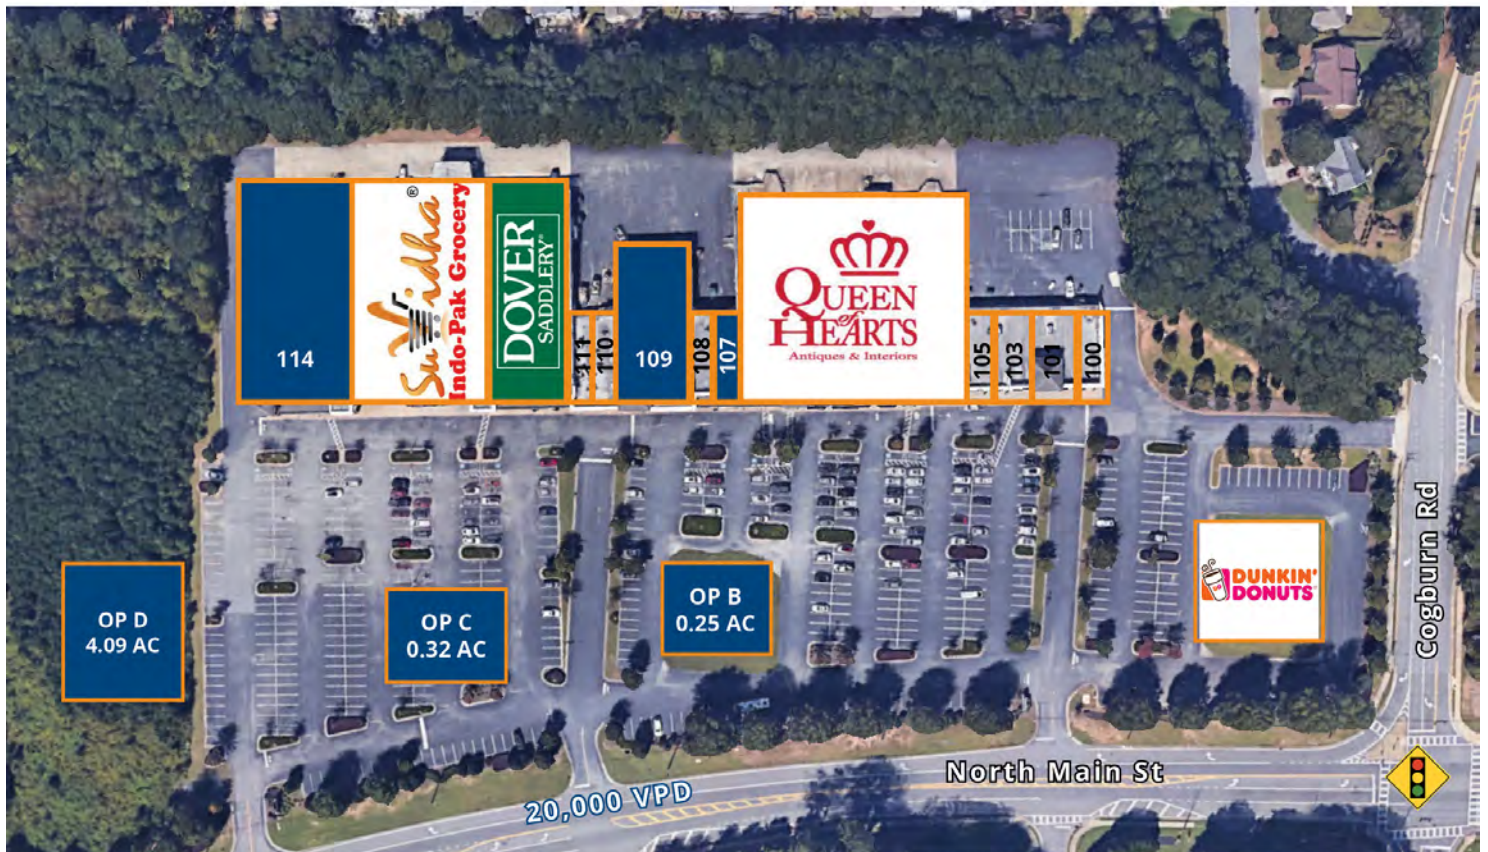 114
SuVidha®
Indo-Pak Grocery
DOVER
SADDLERY®
111
110
109
108
107
QUEEN
of
HEARTS
Antiques & Interiors
105
103
101
100
OP D
4.09 AC
OP C
0.32 AC
OP B
0.25 AC
DUNKIN'
DONUTS
Cogburn Rd
North Main St
20,000 VPD